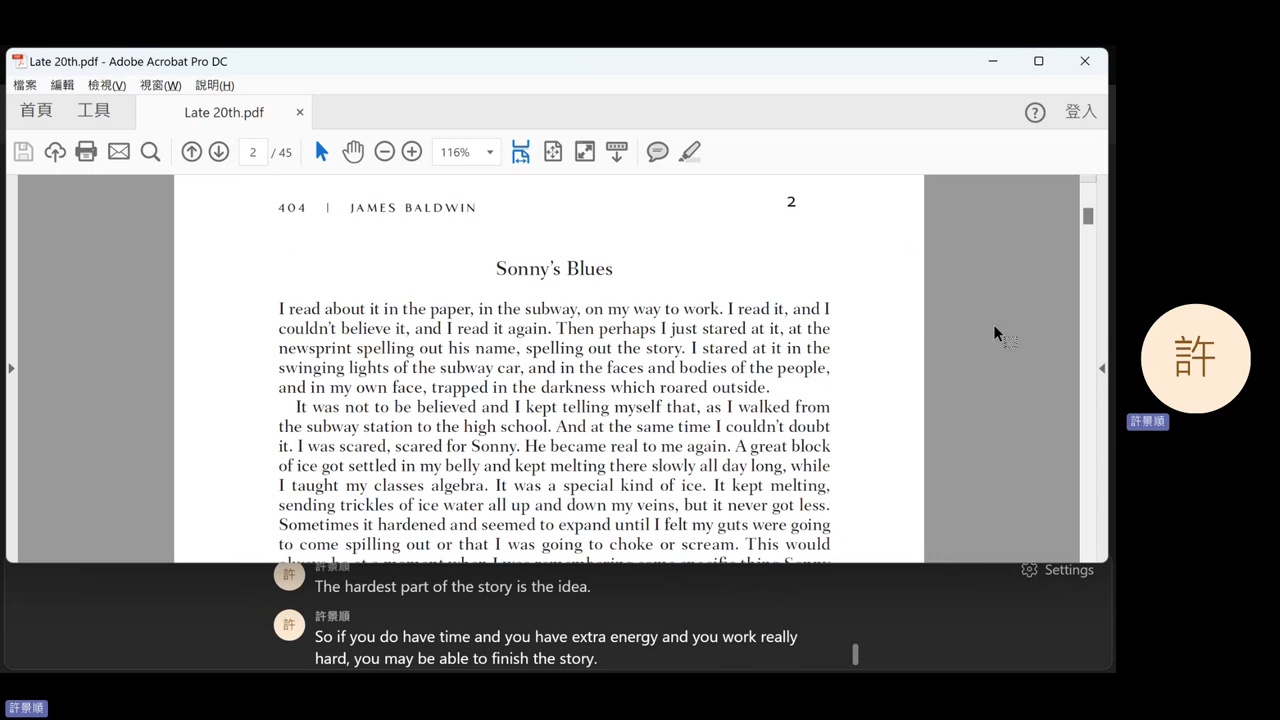 Late 20th.pdf - Adobe Acrobat Pro DC
檔案 編輯 檢視(V) 視窗(W) 說明(H)
首頁 工具 Late 20th.pdf × 登入
2 / 45 116%
404 | JAMES BALDWIN 2
Sonny's Blues
I read about it in the paper, in the subway, on my way to work. I read it, and I
couldn't believe it, and I read it again. Then perhaps I just stared at it, at the
newsprint spelling out his name, spelling out the story. I stared at it in the
swinging lights of the subway car, and in the faces and bodies of the people,
and in my own face, trapped in the darkness which roared outside.
It was not to be believed and I kept telling myself that, as I walked from
the subway station to the high school. And at the same time I couldn't doubt
it. I was scared, scared for Sonny. He became real to me again. A great block
of ice got settled in my belly and kept melting there slowly all day long, while
I taught my classes algebra. It was a special kind of ice. It kept melting,
sending trickles of ice water all up and down my veins, but it never got less.
Sometimes it hardened and seemed to expand until I felt my guts were going
to come spilling out or that I was going to choke or scream. This would
許
許景順
許 許景順
The hardest part of the story is the idea.
Settings
許 許景順
So if you do have time and you have extra energy and you work really
hard, you may be able to finish the story.
許景順